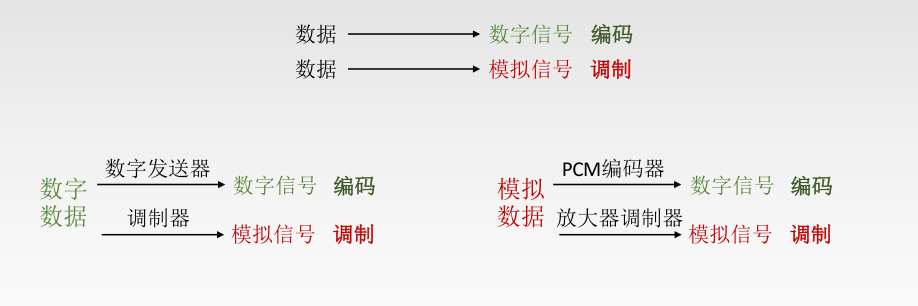 数据 数字信号 编码
数据 模拟信号 调制
数字发送器
数字数据 数字信号 编码
调制器
模拟信号 调制
PCM编码器
模拟数据 数字信号 编码
放大器调制器
模拟信号 调制